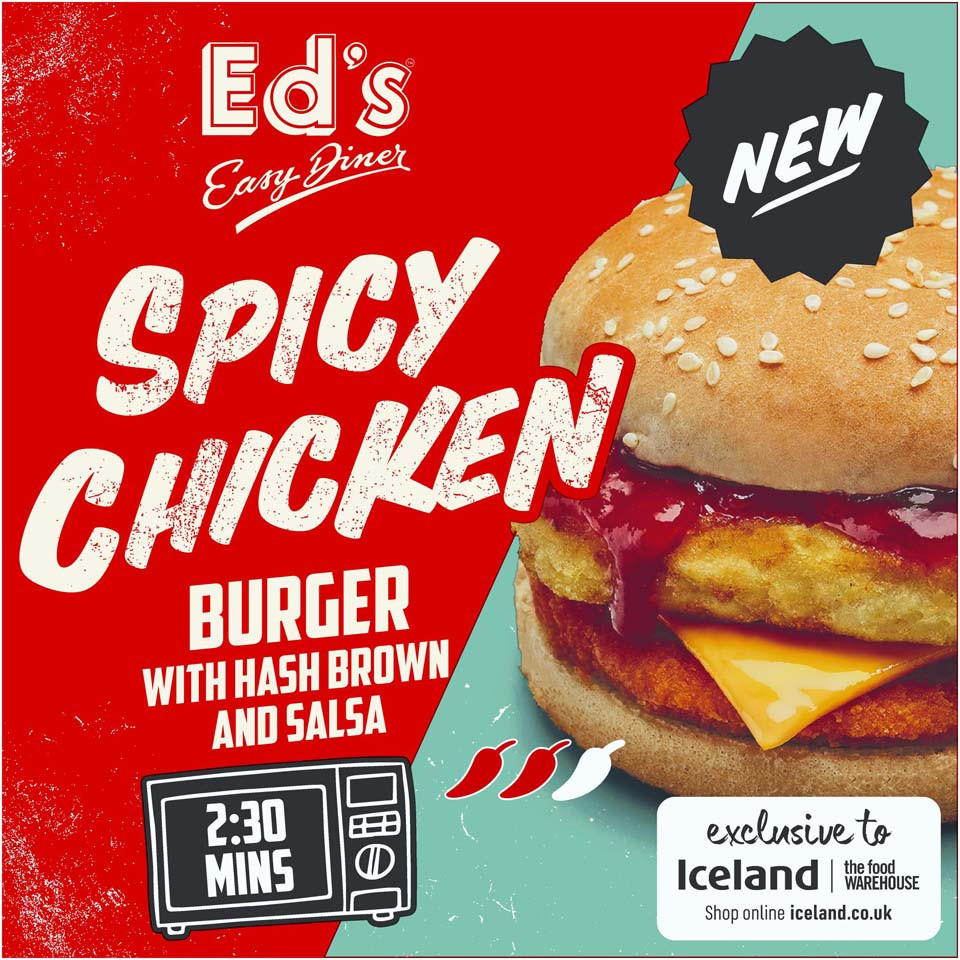 Ed's™
Easy Diner
NEW
SPICY
CHICKEN
BURGER
WITH HASH BROWN
AND SALSA
2:30
MINS
exclusive to
Iceland | the food WAREHOUSE
Shop online iceland.co.uk